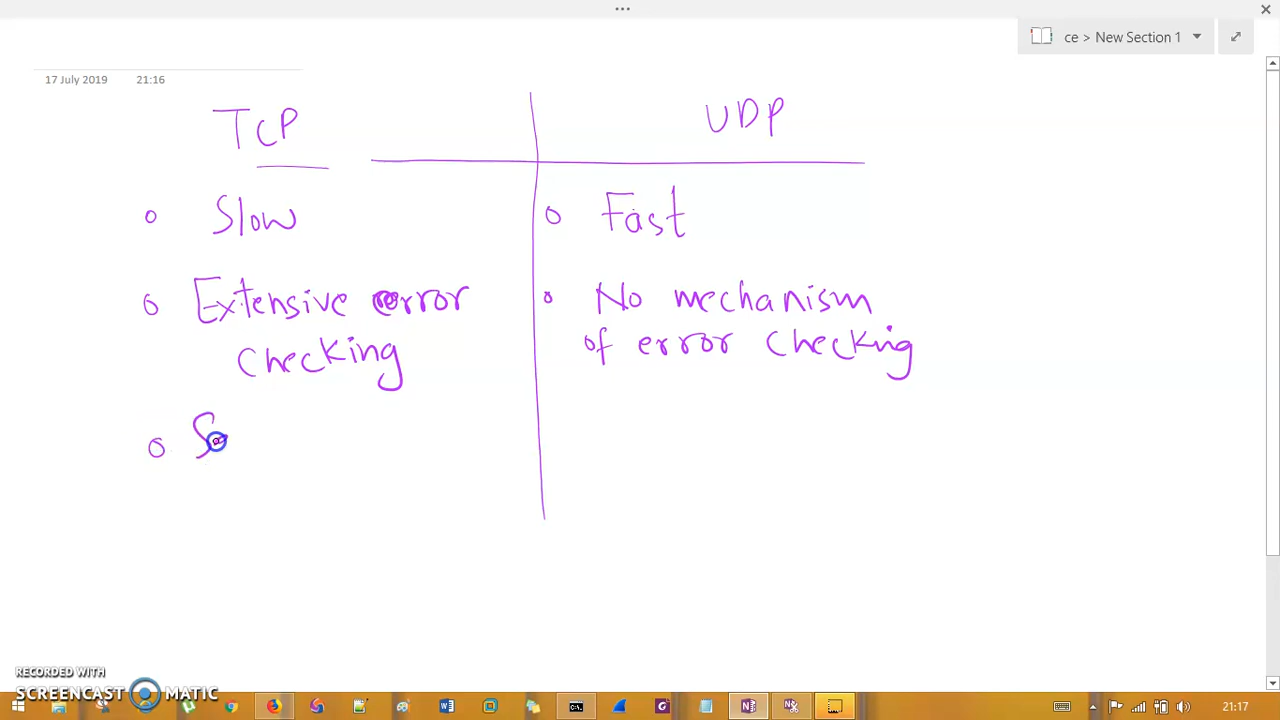 ce > New Section 1
17 July 2019 21:16
TCP UDP
Slow Fast
Extensive error No mechanism
checking of error checking
S
RECORDED WITH
SCREENCAST MATIC
21:17